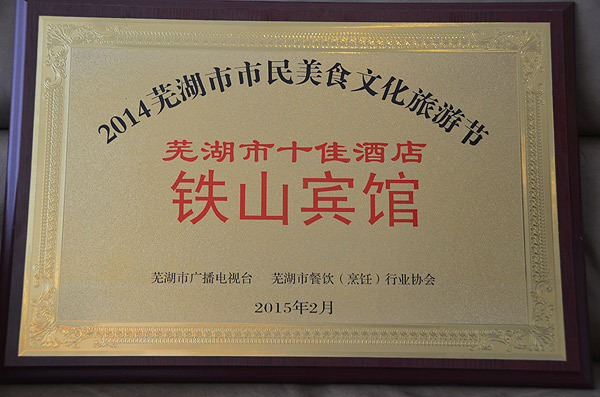 2014芜湖市市民美食文化旅游节
芜湖市十佳酒店
铁山宾馆
芜湖市广播电视台 芜湖市餐饮（烹饪）行业协会
2015年2月